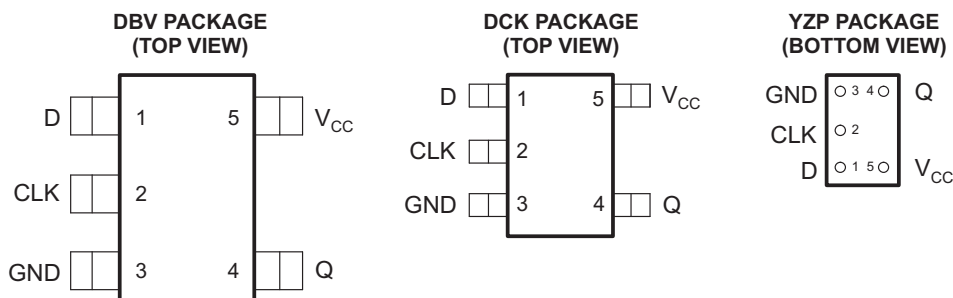 DBV PACKAGE
(TOP VIEW)
D 1 5 VCC
CLK 2
GND 3 4 Q
DCK PACKAGE
(TOP VIEW)
D 1 5 VCC
CLK 2
GND 3 4 Q
YZP PACKAGE
(BOTTOM VIEW)
GND 3 4 Q
CLK 2
D 1 5 VCC